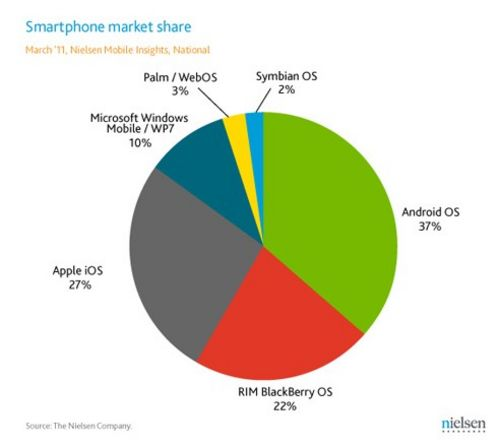 Smartphone market share
March '11, Nielsen Mobile Insights, National
Palm / WebOS
3%
Symbian OS
2%
Microsoft Windows
Mobile / WP7
10%
Android OS
37%
Apple iOS
27%
RIM BlackBerry OS
22%
Source: The Nielsen Company.
nielsen